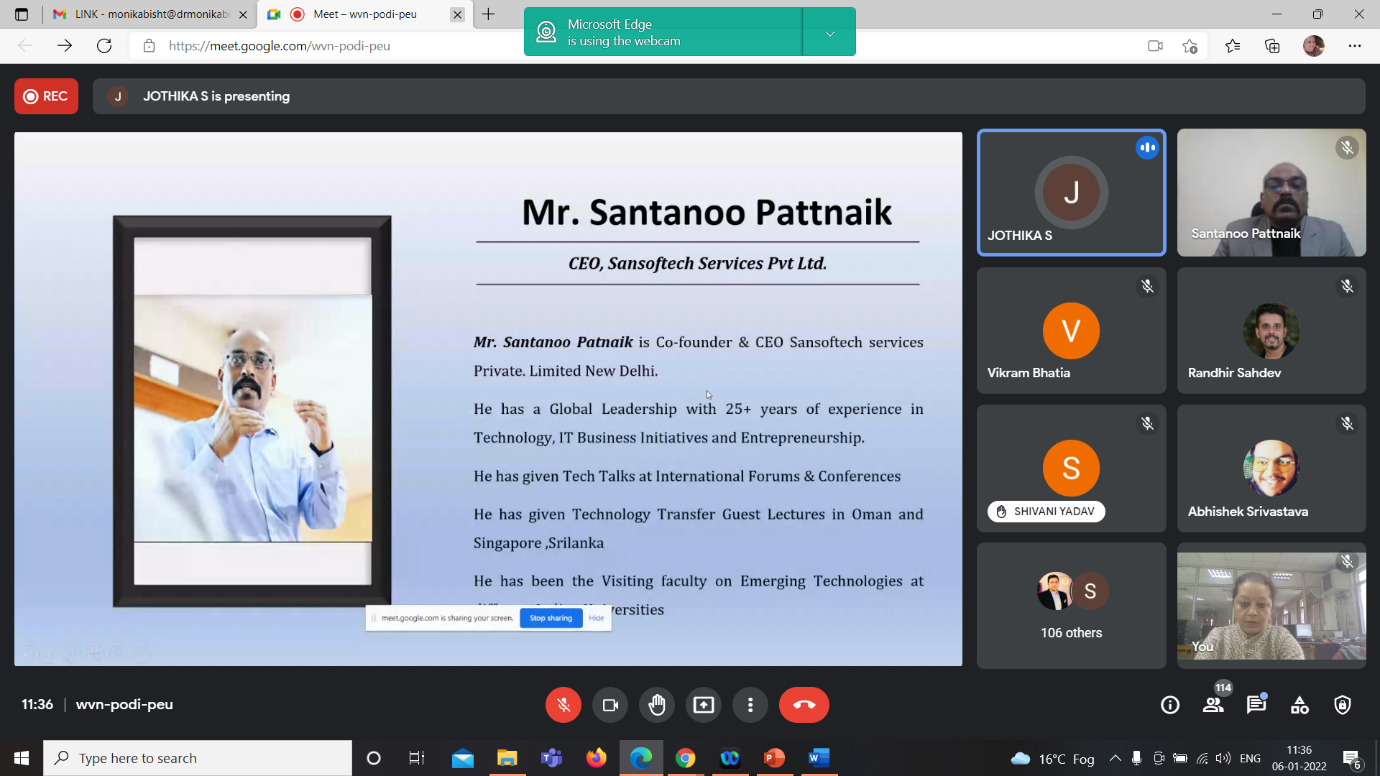 LINK - monikabisht@drmonikabi
Meet – wvn-podi-peu
Microsoft Edge
is using the webcam
https://meet.google.com/wvn-podi-peu
REC
J
JOTHIKA S is presenting
Mr. Santanoo Pattnaik
CEO, Sansoftech Services Pvt Ltd.
Mr. Santanoo Patnaik is Co-founder & CEO Sansoftech services
Private. Limited New Delhi.
He has a Global Leadership with 25+ years of experience in
Technology, IT Business Initiatives and Entrepreneurship.
He has given Tech Talks at International Forums & Conferences
He has given Technology Transfer Guest Lectures in Oman and
Singapore ,Srilanka
He has been the Visiting faculty on Emerging Technologies at
meet.google.com is sharing your screen.
Stop sharing
Hide
J
JOTHIKA S
Santanoo Pattnaik
V
Vikram Bhatia
Randhir Sahdev
S
SHIVANI YADAV
Abhishek Srivastava
S
106 others
You
11:36 | wvn-podi-peu
114
Type here to search
16°C Fog
ENG
11:36
06-01-2022
6